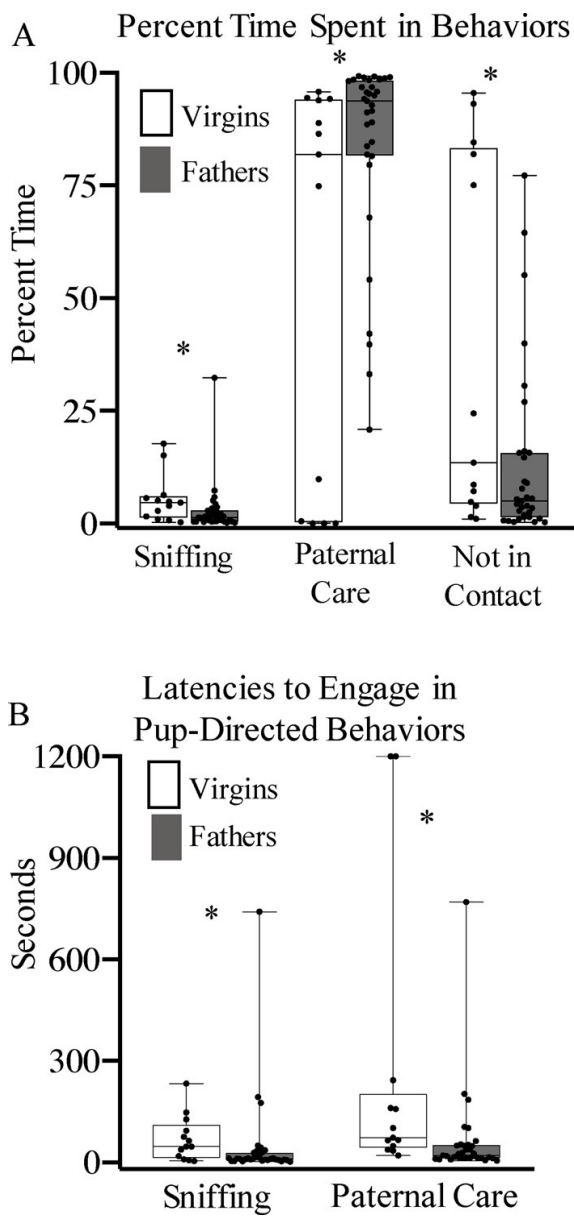 A
Percent Time Spent in Behaviors
*
*
*
Virgins
Fathers
Percent Time
100
75
50
25
0
Sniffing
Paternal
Care
Not in
Contact
B
Latencies to Engage in
Pup-Directed Behaviors
*
*
Virgins
Fathers
Seconds
1200
900
600
300
0
Sniffing
Paternal Care